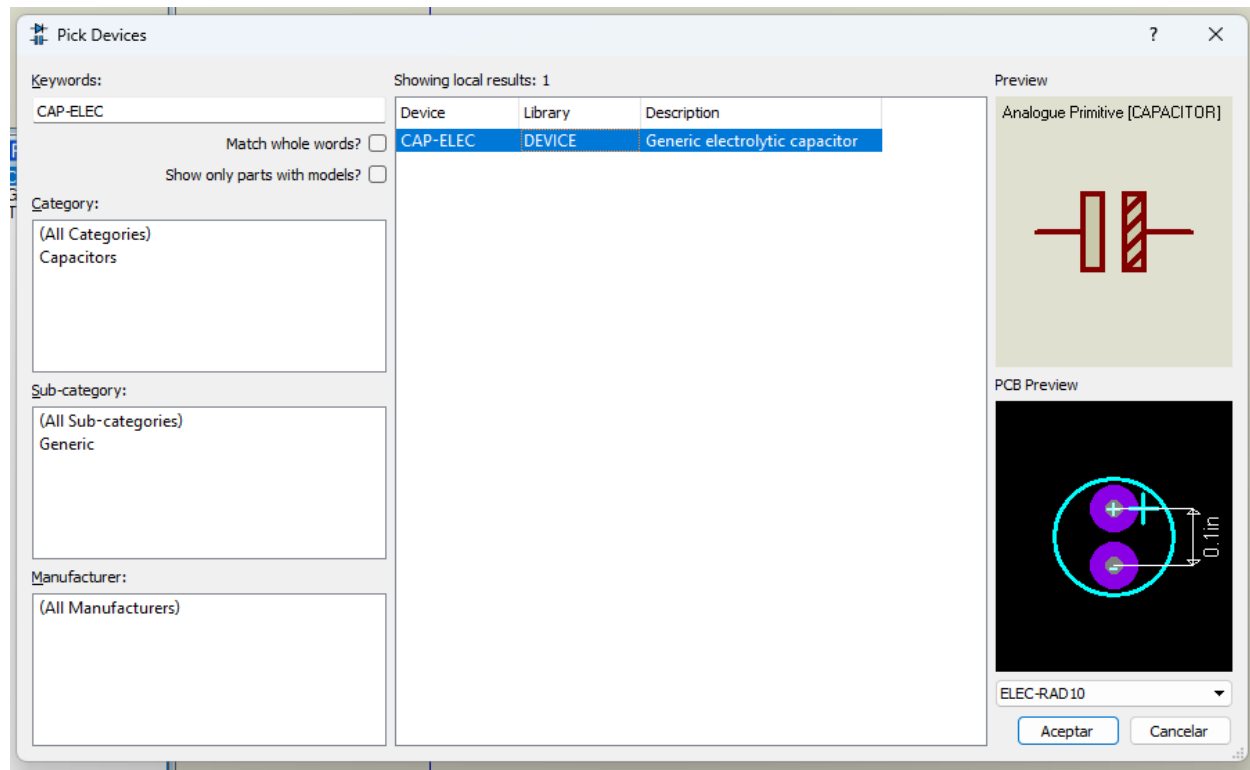 Pick Devices
?
Keywords:
CAP-ELEC
Match whole words?
Show only parts with models?
Category:
(All Categories)
Capacitors
Sub-category:
(All Sub-categories)
Generic
Manufacturer:
(All Manufacturers)
Showing local results: 1
Device Library Description
CAP-ELEC DEVICE Generic electrolytic capacitor
Preview
Analogue Primitive [CAPACITOR]
PCB Preview
0.1in
ELEC-RAD10
Aceptar Cancelar